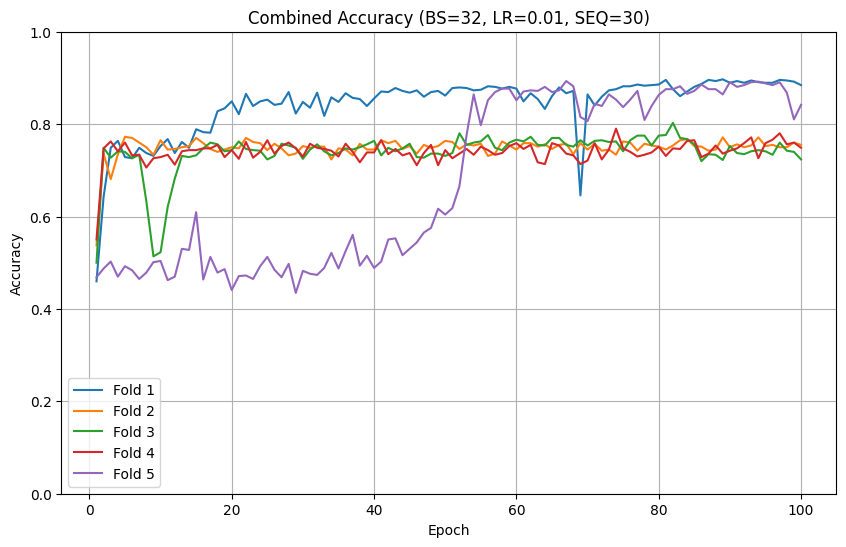 Combined Accuracy (BS=32, LR=0.01, SEQ=30)
1.0
0.8
0.6
0.4
0.2
0.0
Accuracy
Fold 1
Fold 2
Fold 3
Fold 4
Fold 5
0 20 40 60 80 100
Epoch